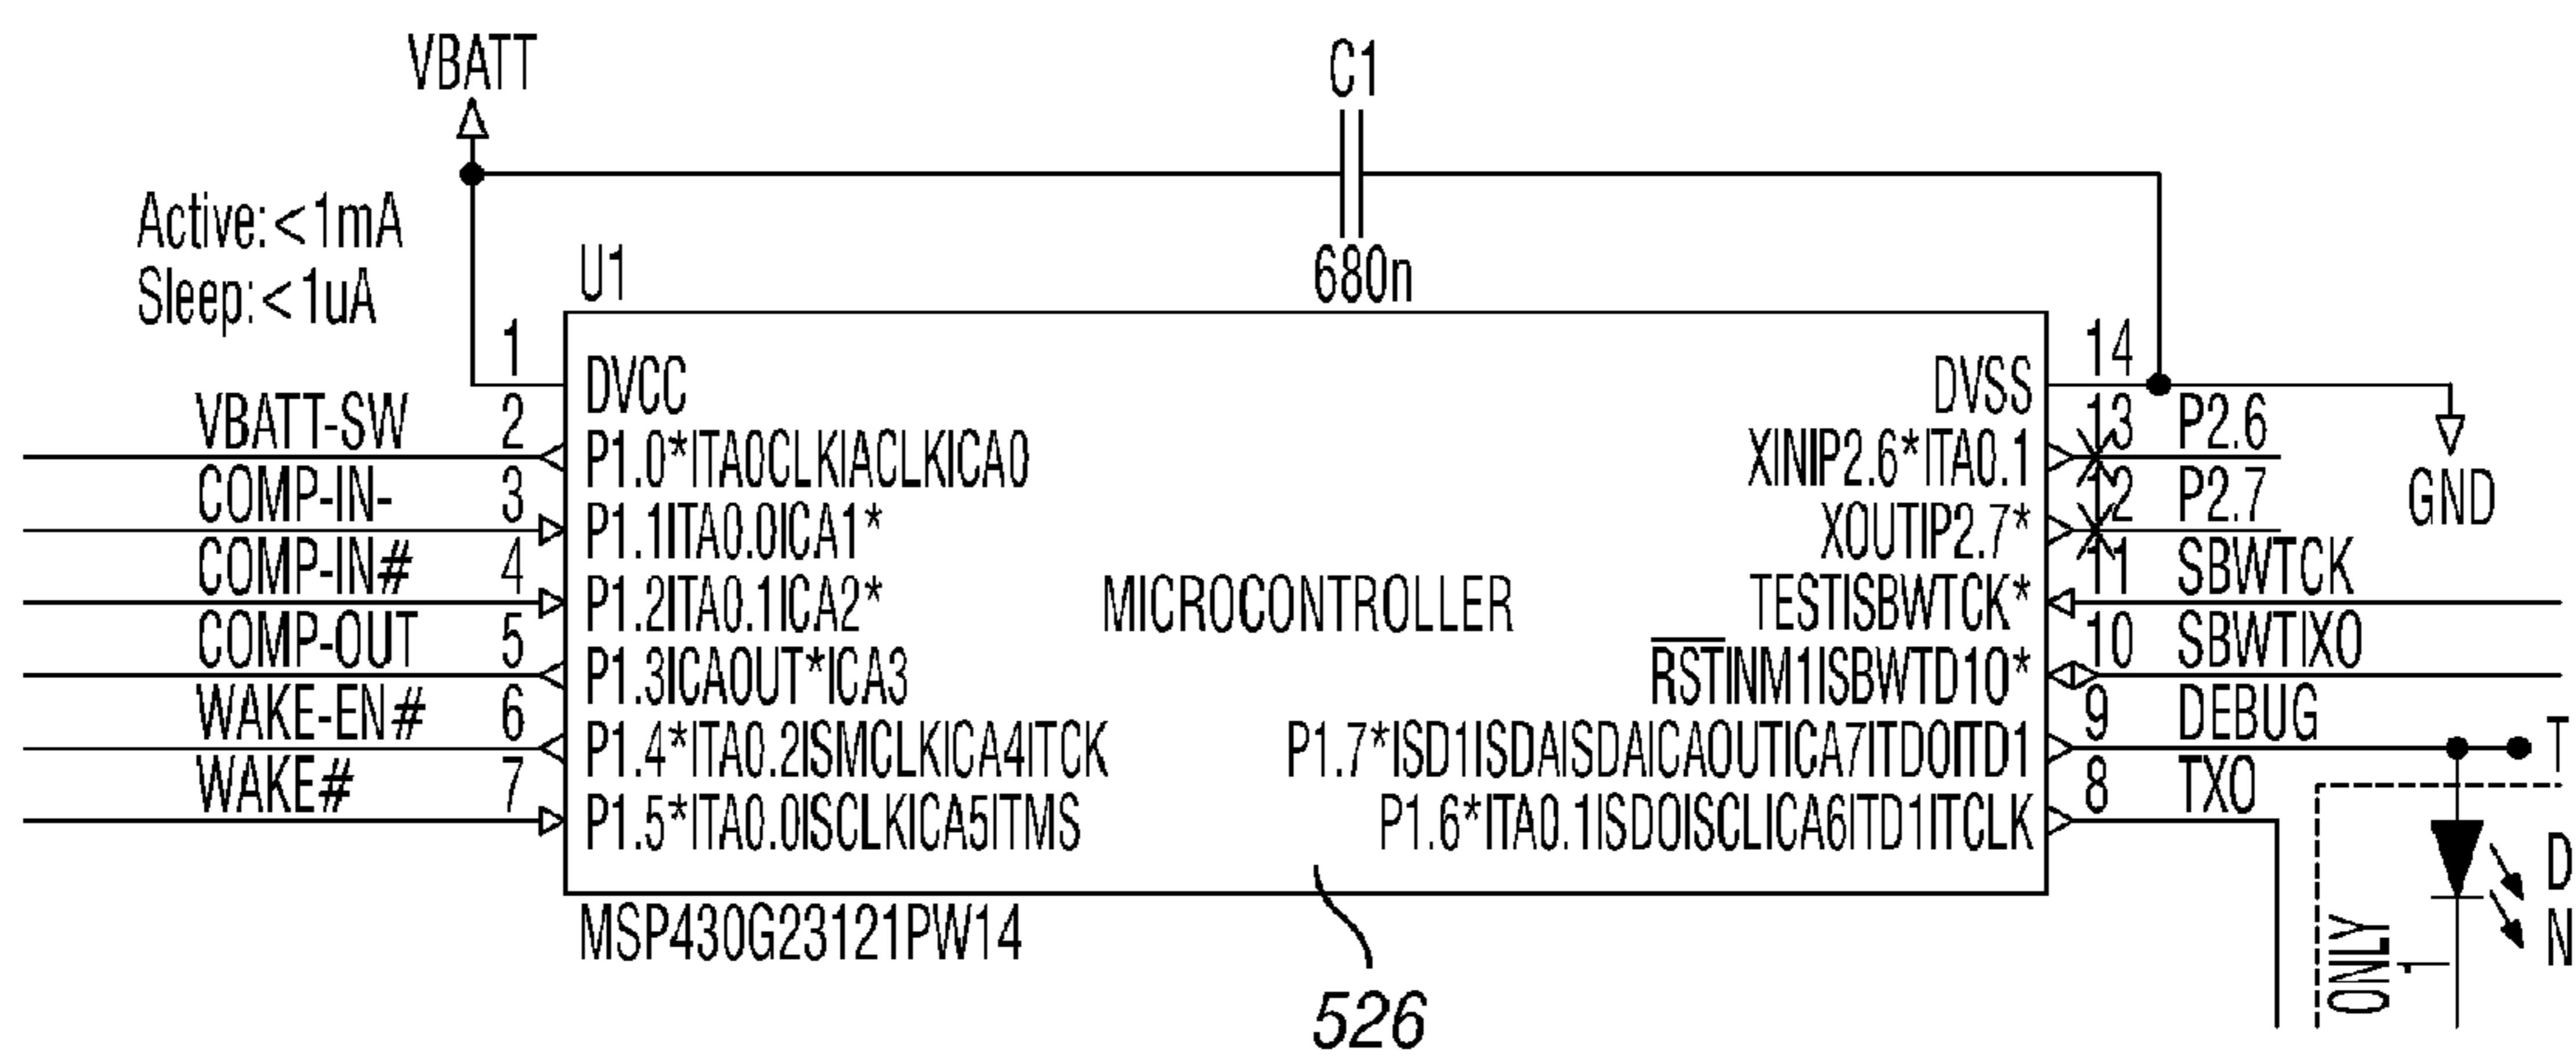 VBATT
C1
Active:<1mA
Sleep:<1uA
U1
680n
1
DVCC
DVSS
14
VBATT-SW
2
P1.0*ITA0CLKIACLKICA0
XINIP2.6*ITA0.1
13
P2.6
COMP-IN-
3
P1.1ITA0.0ICA1*
XOUTIP2.7*
12
P2.7
GND
COMP-IN#
4
P1.2ITA0.1ICA2*
MICROCONTROLLER
TESTISBWTCK*
11
SBWTCK
COMP-OUT
5
P1.3ICAOUT*ICA3
RSTINM1ISBWTD10*
10
SBWTIXO
WAKE-EN#
6
P1.4*ITA0.2ISMCLKICA4ITCK
P1.7*ISD1ISDAISDAICAOUTICA7ITD0ITD1
9
DEBUG
T
WAKE#
7
P1.5*ITA0.0ISCLKICA5ITMS
P1.6*ITA0.1ISDOISCLICA6ITD1ITCLK
8
TXO
D
N
ONLY
1
MSP430G23121PW14
526